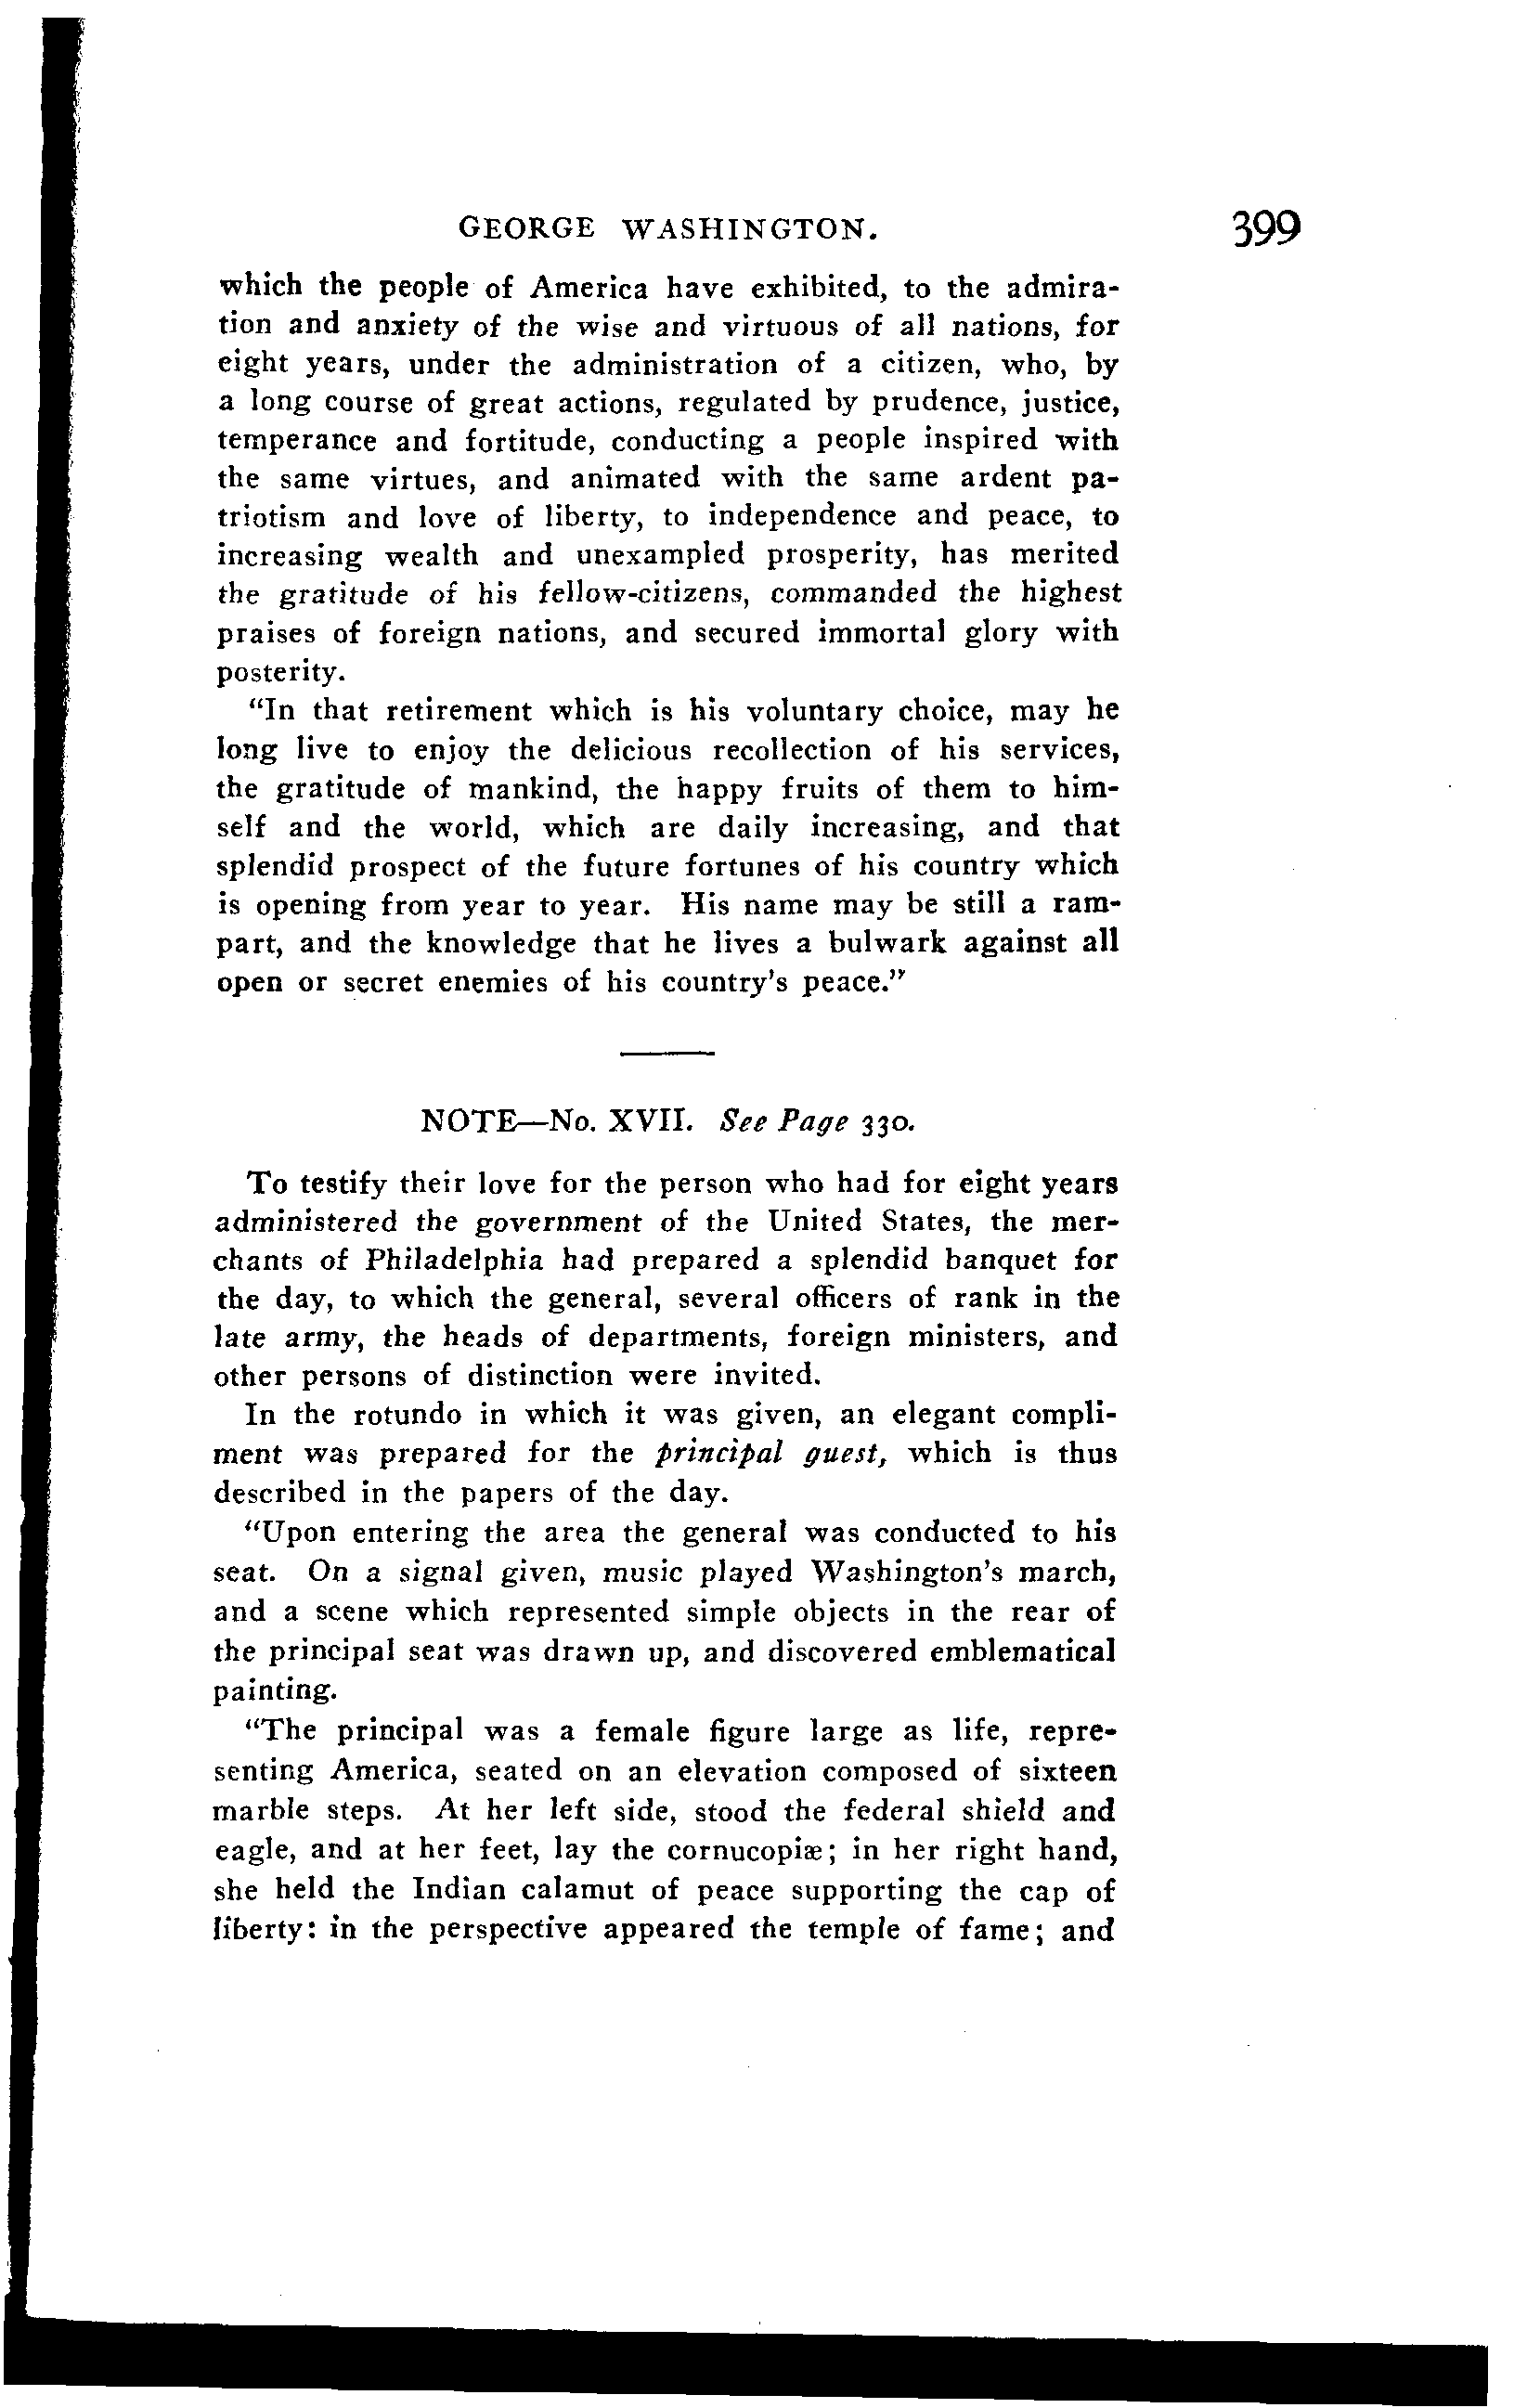 GEORGE WASHINGTON. 399
which the people of America have exhibited, to the admira-
tion and anxiety of the wise and virtuous of all nations, for
eight years, under the administration of a citizen, who, by
a long course of great actions, regulated by prudence, justice,
temperance and fortitude, conducting a people inspired with
the same virtues, and animated with the same ardent pa-
triotism and love of liberty, to independence and peace, to
increasing wealth and unexampled prosperity, has merited
the gratitude of his fellow-citizens, commanded the highest
praises of foreign nations, and secured immortal glory with
posterity.
"In that retirement which is his voluntary choice, may he
long live to enjoy the delicious recollection of his services,
the gratitude of mankind, the happy fruits of them to him-
self and the world, which are daily increasing, and that
splendid prospect of the future fortunes of his country which
is opening from year to year. His name may be still a ram-
part, and the knowledge that he lives a bulwark against all
open or secret enemies of his country's peace."
NOTE—No. XVII. See Page 330.
To testify their love for the person who had for eight years
administered the government of the United States, the mer-
chants of Philadelphia had prepared a splendid banquet for
the day, to which the general, several officers of rank in the
late army, the heads of departments, foreign ministers, and
other persons of distinction were invited.
In the rotundo in which it was given, an elegant compli-
ment was prepared for the principal guest, which is thus
described in the papers of the day.
"Upon entering the area the general was conducted to his
seat. On a signal given, music played Washington's march,
and a scene which represented simple objects in the rear of
the principal seat was drawn up, and discovered emblematical
painting.
"The principal was a female figure large as life, repre-
senting America, seated on an elevation composed of sixteen
marble steps. At her left side, stood the federal shield and
eagle, and at her feet, lay the cornucopiæ; in her right hand,
she held the Indian calamut of peace supporting the cap of
liberty: in the perspective appeared the temple of fame; and